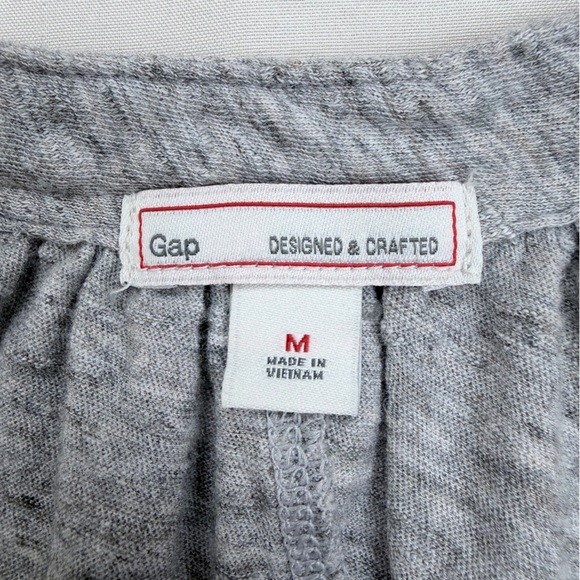 Gap DESIGNED & CRAFTED
M
MADE IN
VIETNAM